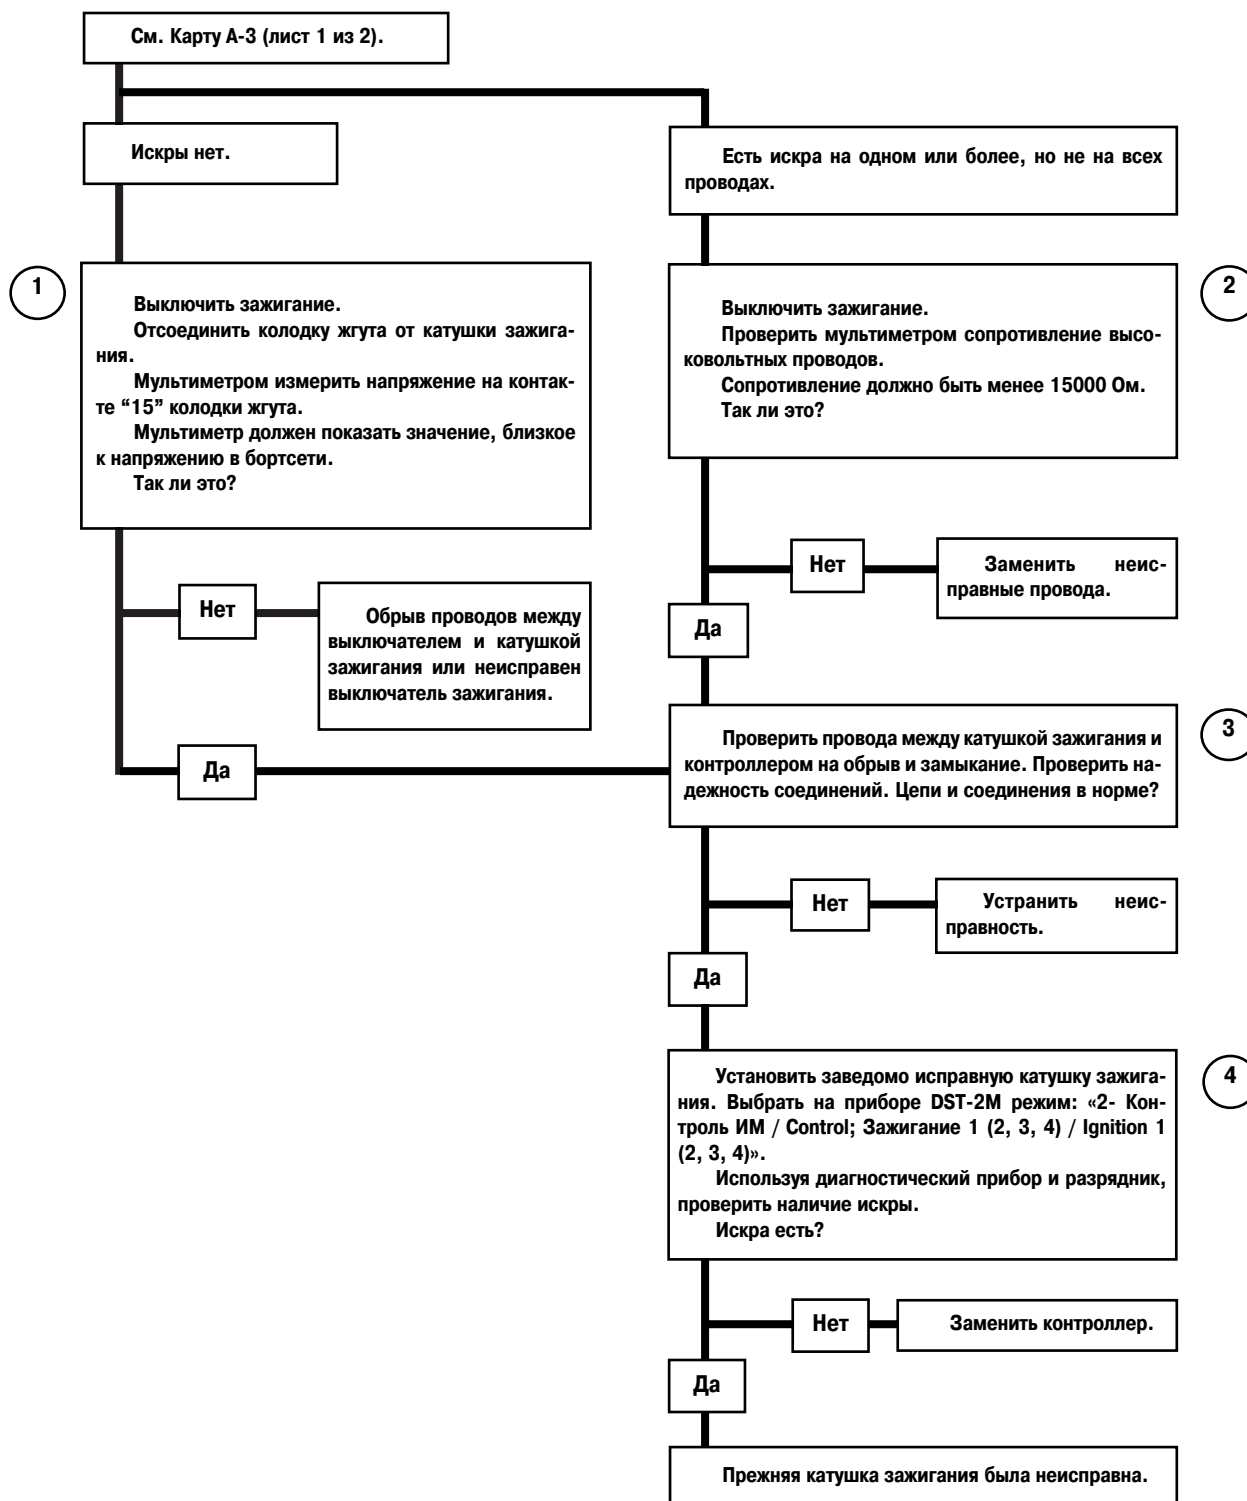 См. Карту А-3 (лист 1 из 2).
Искры нет.
Есть искра на одном или более, но не на всех
проводах.
1
Выключить зажигание.
Отсоединить колодку жгута от катушки зажига-
ния.
Мультиметром измерить напряжение на контак-
те “15” колодки жгута.
Мультиметр должен показать значение, близкое
к напряжению в бортсети.
Так ли это?
2
Выключить зажигание.
Проверить мультиметром сопротивление высо-
ковольтных проводов.
Сопротивление должно быть менее 15000 Ом.
Так ли это?
Нет
Заменить неис-
правные провода.
Нет
Обрыв проводов между
выключателем и катушкой
зажигания или неисправен
выключатель зажигания.
Да
Да
3
Проверить провода между катушкой зажигания и
контроллером на обрыв и замыкание. Проверить на-
дежность соединений. Цепи и соединения в норме?
Нет
Устранить неис-
правность.
Да
4
Установить заведомо исправную катушку зажига-
ния. Выбрать на приборе DST-2M режим: «2- Кон-
троль ИМ / Control; Зажигание 1 (2, 3, 4) / Ignition 1
(2, 3, 4)».
Используя диагностический прибор и разрядник,
проверить наличие искры.
Искра есть?
Нет
Заменить контроллер.
Да
Прежняя катушка зажигания была неисправна.